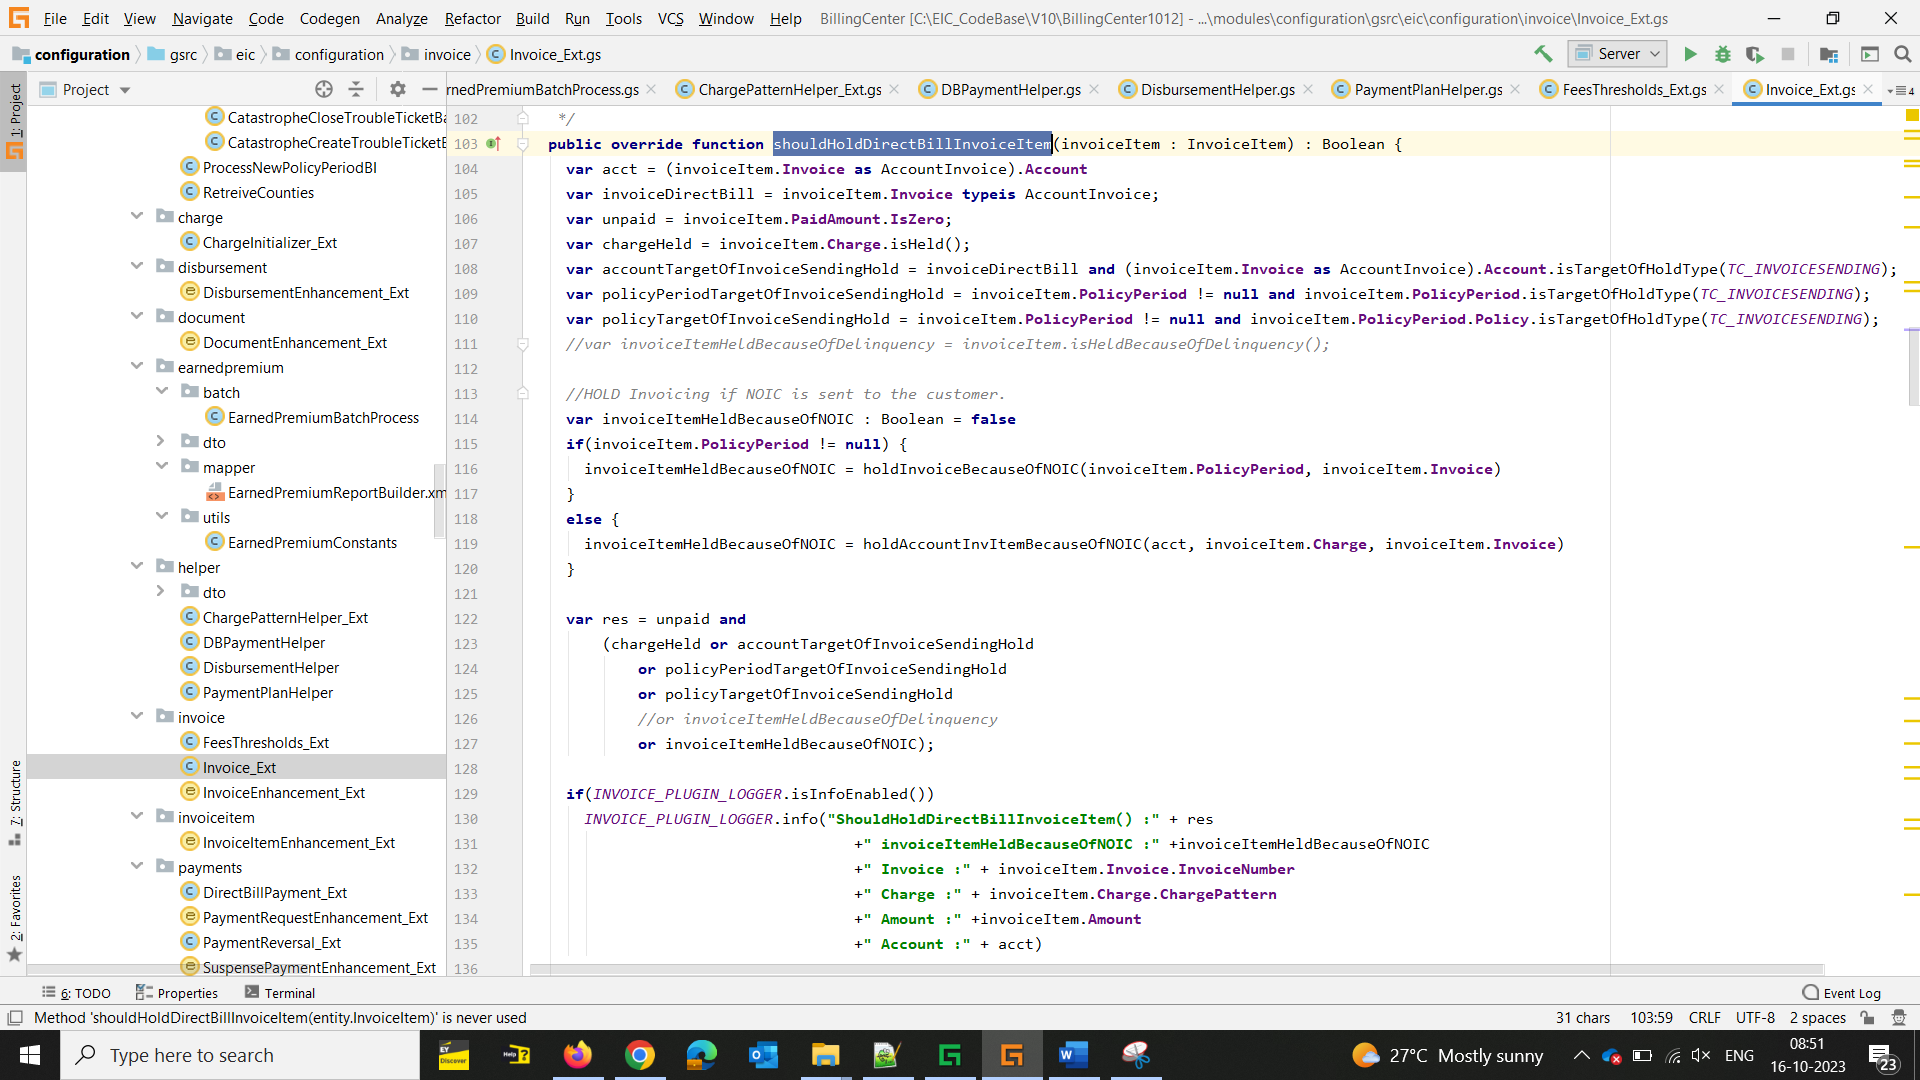 File Edit View Navigate Code Codegen Analyze Refactor Build Run Tools VCS Window Help BillingCenter [C:\EIC_CodeBase\V10\BillingCenter1012] - ...\modules\configuration\gsrc\eic\configuration\invoice\Invoice_Ext.gs
configuration gsrc eic configuration invoice Invoice_Ext.gs Server
Project rnedPremiumBatchProcess.gs ChargePatternHelper_Ext.gs DBPaymentHelper.gs DisbursementHelper.gs PaymentPlanHelper.gs FeesThresholds_Ext.gs Invoice_Ext.gs 4
1: Project
7: Structure
2: Favorites
CatastropheCloseTroubleTicketBa
CatastropheCreateTroubleTicketB
ProcessNewPolicyPeriodBI
RetreiveCounties
charge
ChargeInitializer_Ext
disbursement
DisbursementEnhancement_Ext
document
DocumentEnhancement_Ext
earnedpremium
batch
EarnedPremiumBatchProcess
dto
mapper
EarnedPremiumReportBuilder.xm
utils
EarnedPremiumConstants
helper
dto
ChargePatternHelper_Ext
DBPaymentHelper
DisbursementHelper
PaymentPlanHelper
invoice
FeesThresholds_Ext
Invoice_Ext
InvoiceEnhancement_Ext
invoiceitem
InvoiceItemEnhancement_Ext
payments
DirectBillPayment_Ext
PaymentRequestEnhancement_Ext
PaymentReversal_Ext
SuspensePaymentEnhancement_Ext
102 */
103 public override function shouldHoldDirectBillInvoiceItem(invoiceItem : InvoiceItem) : Boolean {
104 var acct = (invoiceItem.Invoice as AccountInvoice).Account
105 var invoiceDirectBill = invoiceItem.Invoice typeis AccountInvoice;
106 var unpaid = invoiceItem.PaidAmount.IsZero;
107 var chargeHeld = invoiceItem.Charge.isHeld();
108 var accountTargetOfInvoiceSendingHold = invoiceDirectBill and (invoiceItem.Invoice as AccountInvoice).Account.isTargetOfHoldType(TC_INVOICESENDING);
109 var policyPeriodTargetOfInvoiceSendingHold = invoiceItem.PolicyPeriod != null and invoiceItem.PolicyPeriod.isTargetOfHoldType(TC_INVOICESENDING);
110 var policyTargetOfInvoiceSendingHold = invoiceItem.PolicyPeriod != null and invoiceItem.PolicyPeriod.Policy.isTargetOfHoldType(TC_INVOICESENDING);
111 //var invoiceItemHeldBecauseOfDelinquency = invoiceItem.isHeldBecauseOfDelinquency();
112
113 //HOLD Invoicing if NOIC is sent to the customer.
114 var invoiceItemHeldBecauseOfNOIC : Boolean = false
115 if(invoiceItem.PolicyPeriod != null) {
116 invoiceItemHeldBecauseOfNOIC = holdInvoiceBecauseOfNOIC(invoiceItem.PolicyPeriod, invoiceItem.Invoice)
117 }
118 else {
119 invoiceItemHeldBecauseOfNOIC = holdAccountInvItemBecauseOfNOIC(acct, invoiceItem.Charge, invoiceItem.Invoice)
120 }
121
122 var res = unpaid and
123 (chargeHeld or accountTargetOfInvoiceSendingHold
124 or policyPeriodTargetOfInvoiceSendingHold
125 or policyTargetOfInvoiceSendingHold
126 //or invoiceItemHeldBecauseOfDelinquency
127 or invoiceItemHeldBecauseOfNOIC);
128
129 if(INVOICE_PLUGIN_LOGGER.isInfoEnabled())
130 INVOICE_PLUGIN_LOGGER.info("ShouldHoldDirectBillInvoiceItem() :" + res
131 +" invoiceItemHeldBecauseOfNOIC :" +invoiceItemHeldBecauseOfNOIC
132 +" Invoice :" + invoiceItem.Invoice.InvoiceNumber
133 +" Charge :" + invoiceItem.Charge.ChargePattern
134 +" Amount :" +invoiceItem.Amount
135 +" Account :" + acct)
136
6: TODO Properties Terminal Event Log
Method 'shouldHoldDirectBillInvoiceItem(entity.InvoiceItem)' is never used 31 chars 103:59 CRLF UTF-8 2 spaces
Type here to search EY Discover Help ? 27°C Mostly sunny ENG 08:51
16-10-2023 23